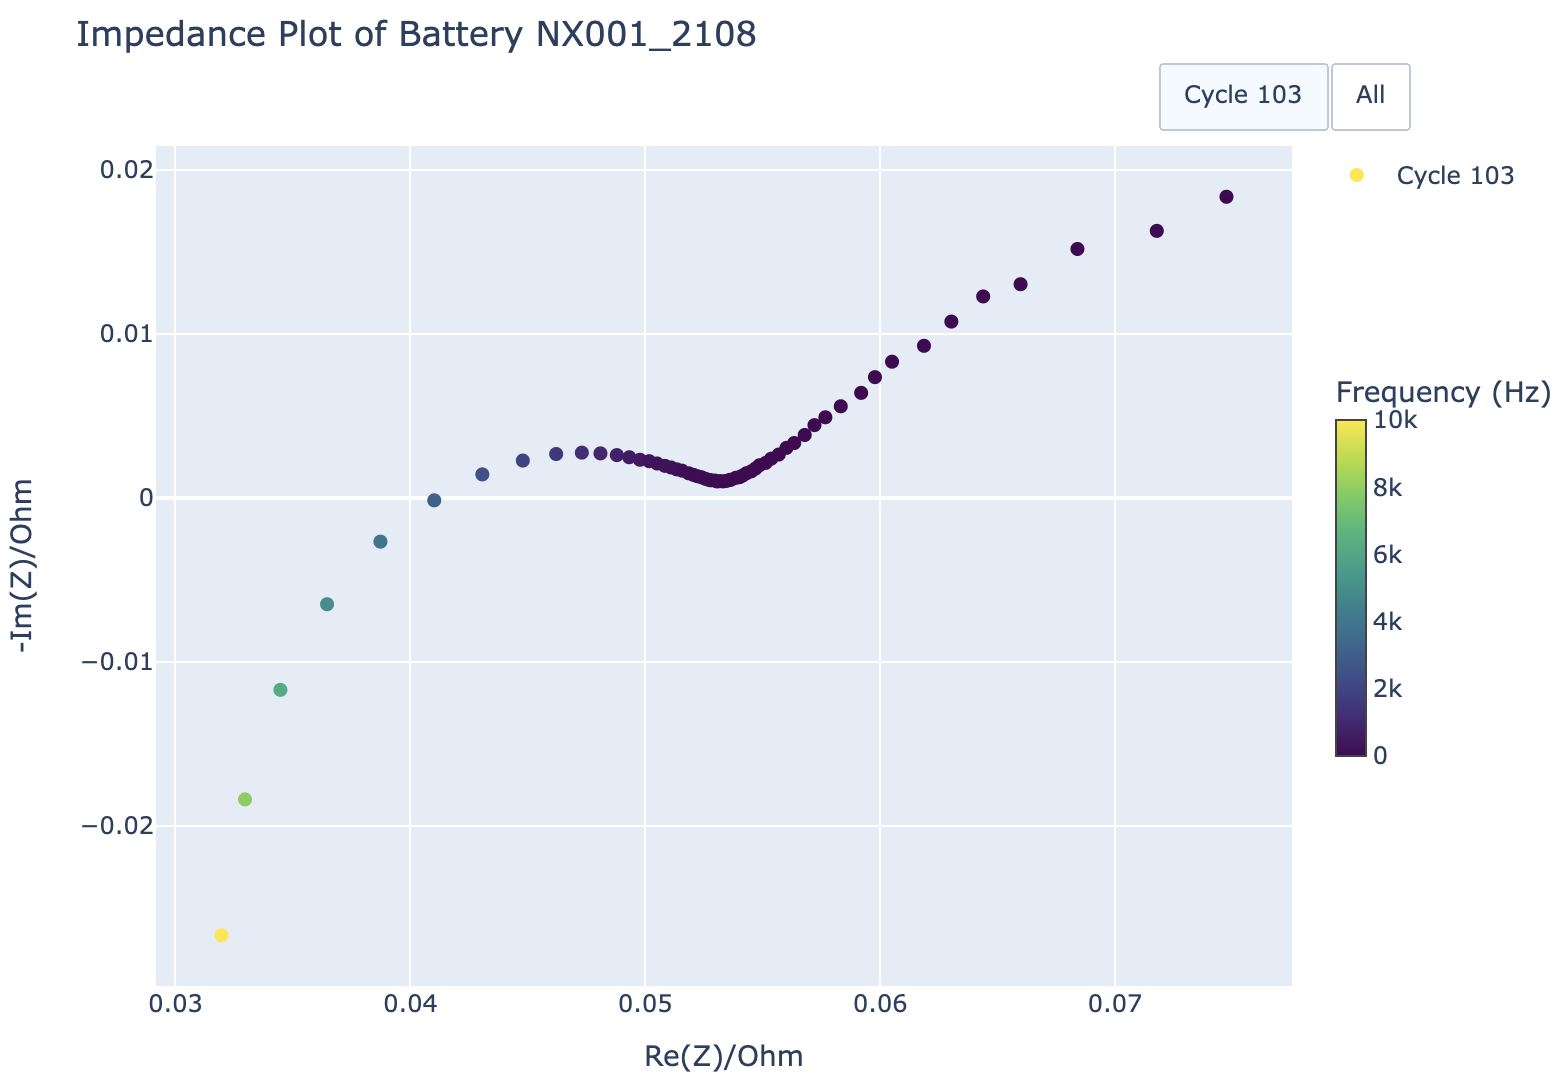 Impedance Plot of Battery NX001_2108
Cycle 103
All
0.02
0.01
0
−0.01
−0.02
-Im(Z)/Ohm
0.03
0.04
0.05
0.06
0.07
Re(Z)/Ohm
Cycle 103
Frequency (Hz)
10k
8k
6k
4k
2k
0